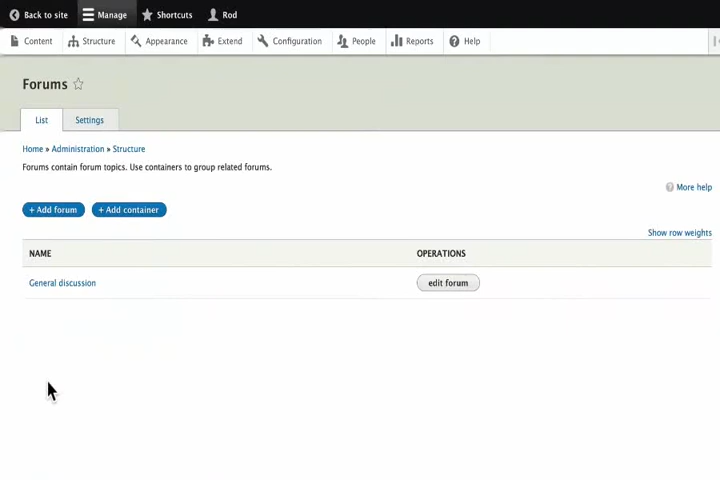 Back to site Manage Shortcuts Rod
Content Structure Appearance Extend Configuration People Reports Help
Forums
List Settings
Home » Administration » Structure
Forums contain forum topics. Use containers to group related forums.
More help
+ Add forum + Add container
Show row weights
NAME OPERATIONS
General discussion edit forum